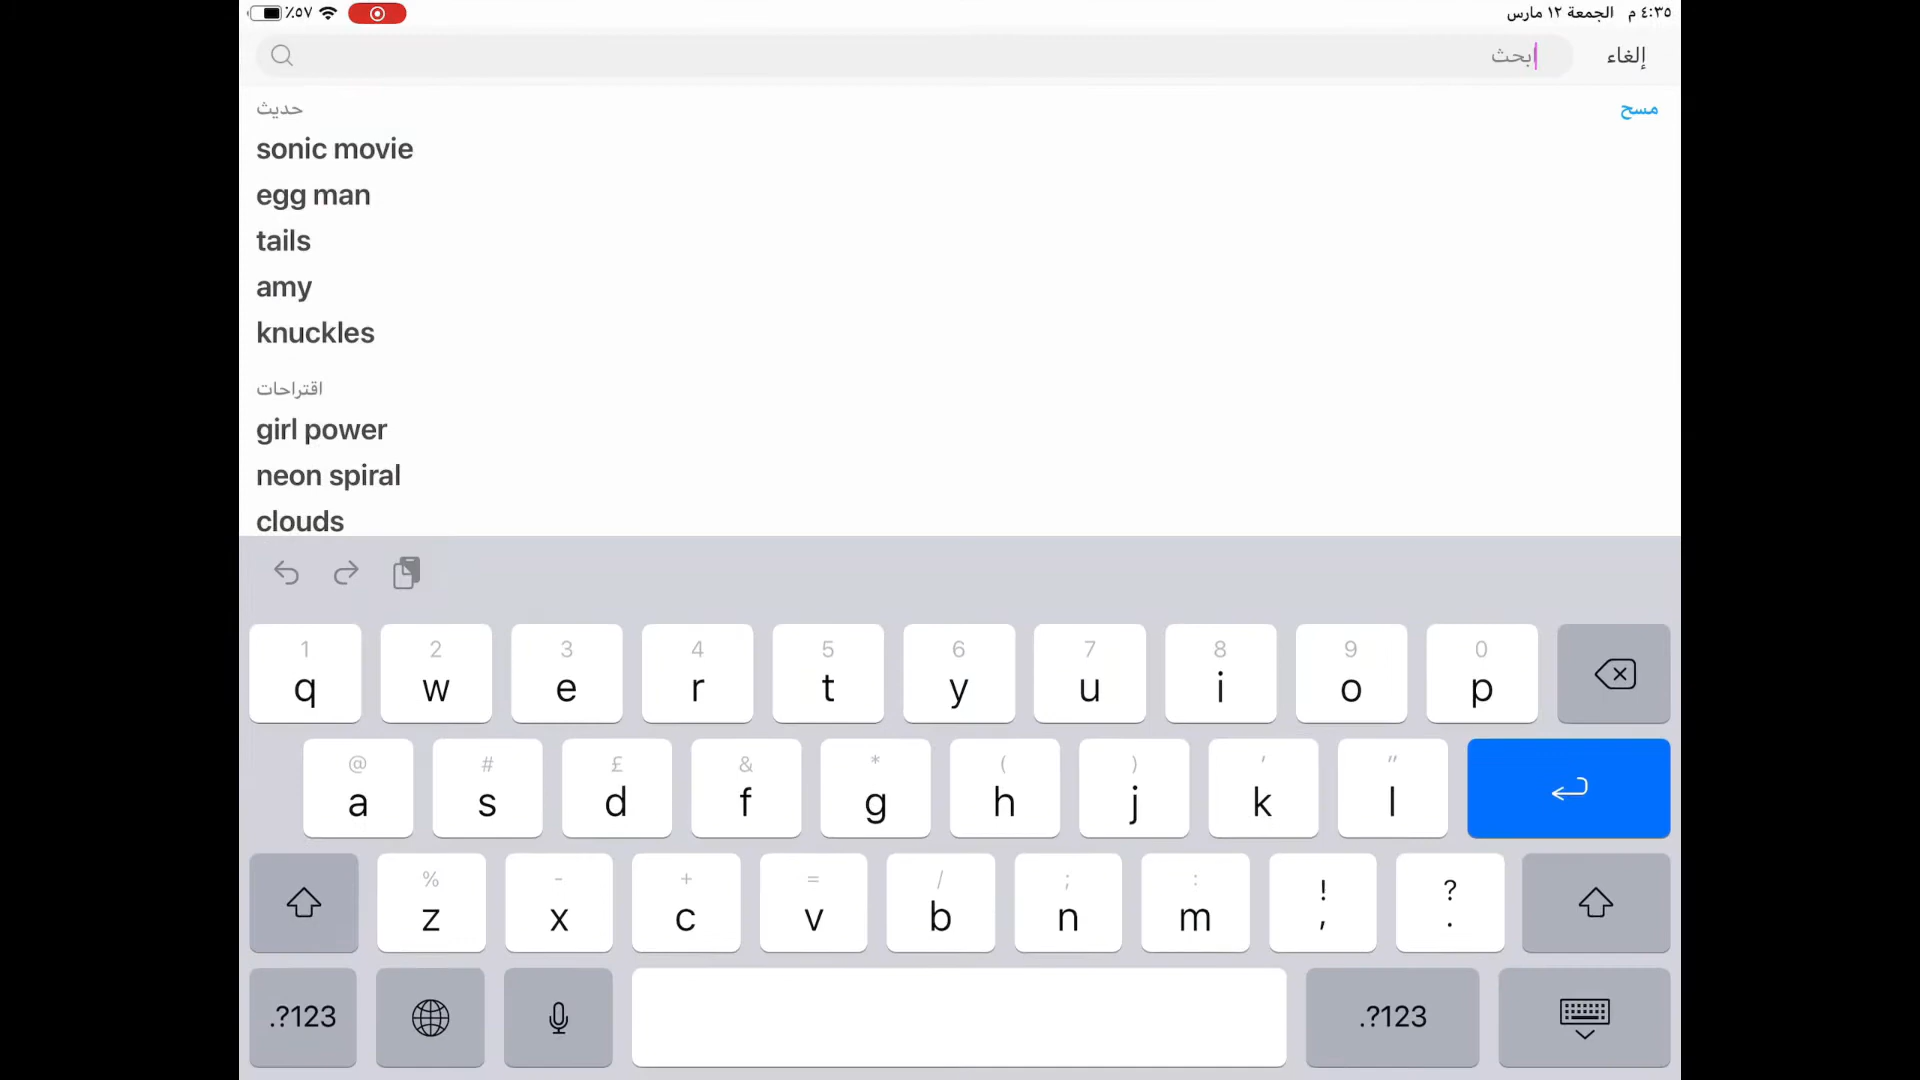 ٤:٣٥ م الجمعة ١٢ مارس
٪٥٧
إلغاء
ابحث
حديث
مسح
sonic movie
egg man
tails
amy
knuckles
اقتراحات
girl power
neon spiral
clouds
1 2 3 4 5 6 7 8 9 0
q w e r t y u i o p
@ # £ & * ( ) ' "
a s d f g h j k l
% - + = / ; : ! ?
z x c v b n m , .
.?123 .?123